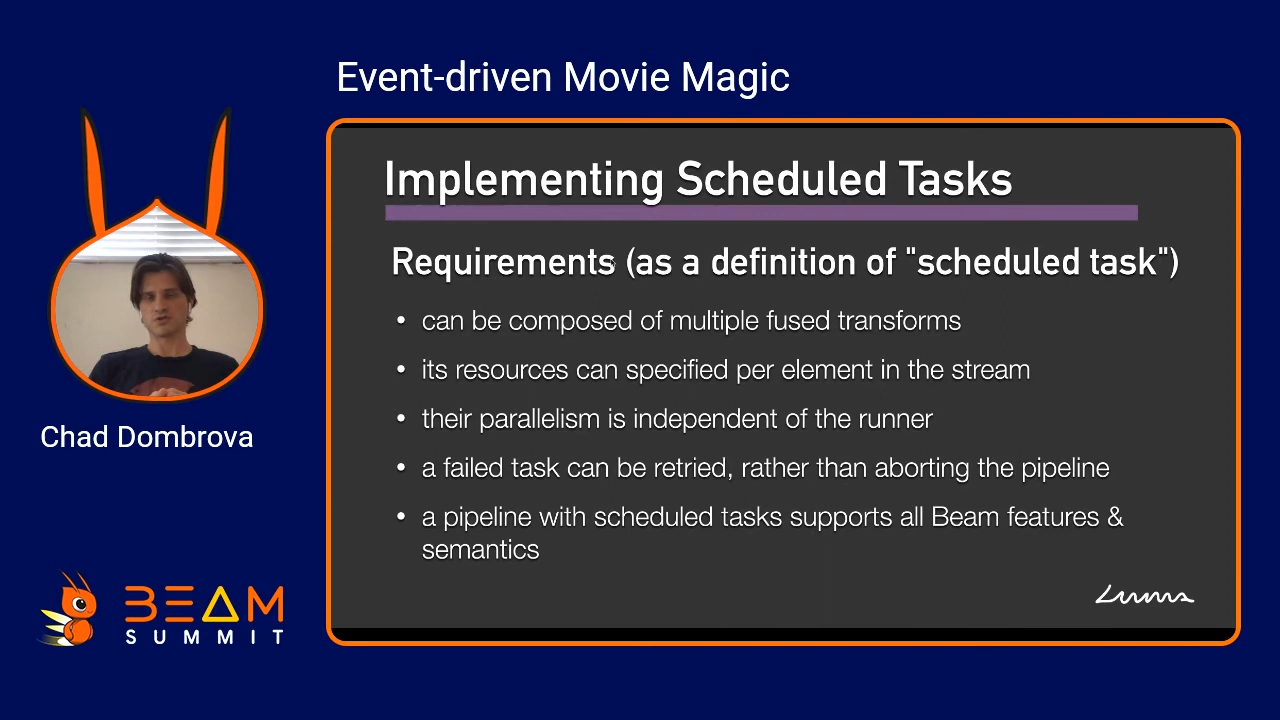 Event-driven Movie Magic
Implementing Scheduled Tasks
Requirements (as a definition of "scheduled task")
• can be composed of multiple fused transforms
• its resources can specified per element in the stream
• their parallelism is independent of the runner
• a failed task can be retried, rather than aborting the pipeline
• a pipeline with scheduled tasks supports all Beam features &
semantics
Luma
Chad Dombrova
BEAM
SUMMIT